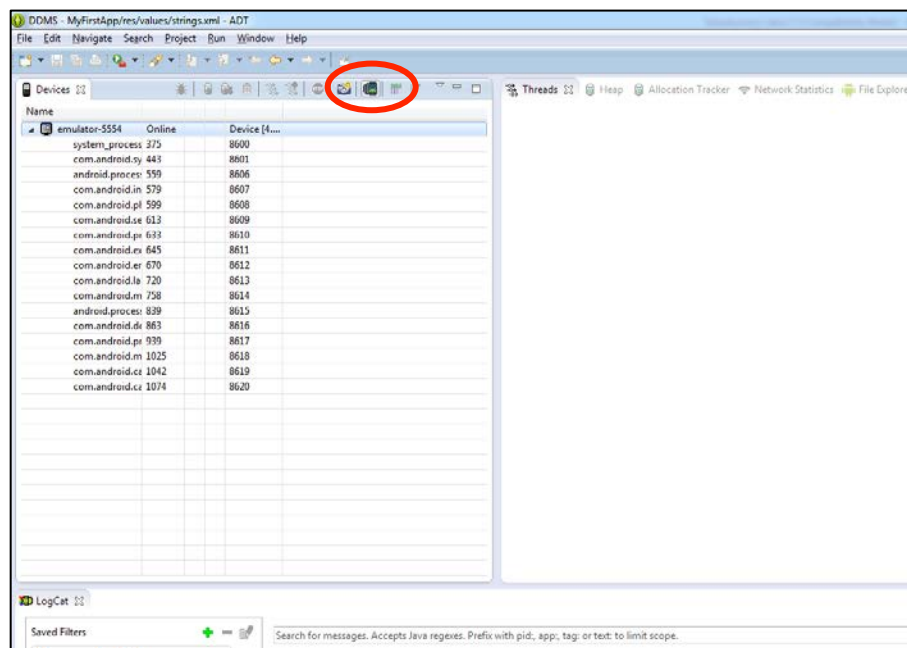 DDMS - MyFirstApp/res/values/strings.xml - ADT
File Edit Navigate Search Project Run Window Help
Devices
Threads Heap Allocation Tracker Network Statistics File Explore
Name
emulator-5554 Online Device [4....
system_process 375 8600
com.android.sy 443 8601
android.proces: 559 8606
com.android.in 579 8607
com.android.pl 599 8608
com.android.se 613 8609
com.android.pr 633 8610
com.android.ex 645 8611
com.android.er 670 8612
com.android.la 720 8613
com.android.m 758 8614
android.proces: 839 8615
com.android.de 863 8616
com.android.pr 939 8617
com.android.m 1025 8618
com.android.ca 1042 8619
com.android.ca 1074 8620
LogCat
Saved Filters
Search for messages. Accepts Java regexes. Prefix with pid:, app:, tag: or text: to limit scope.